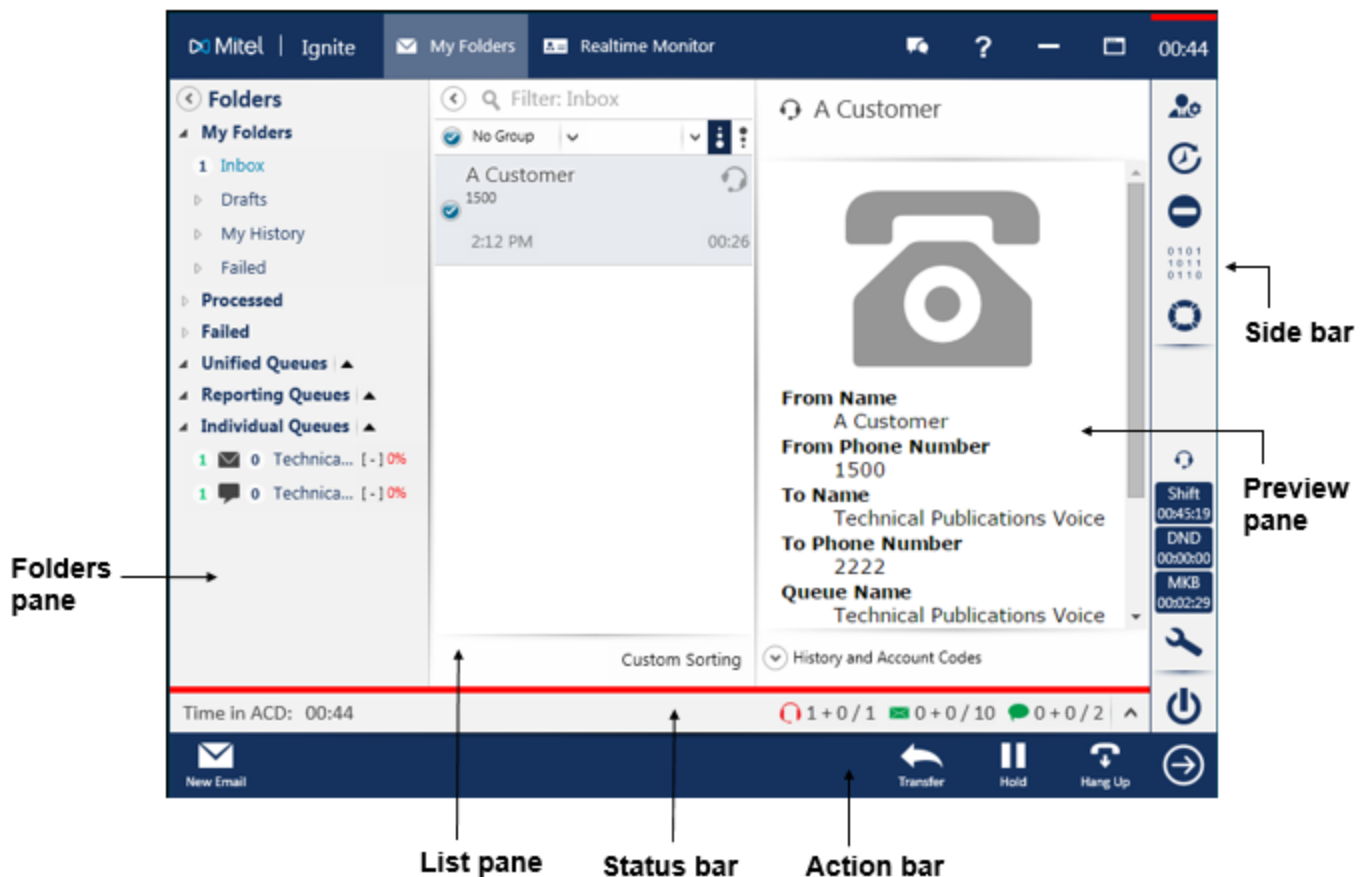 Mitel | Ignite
My Folders
Realtime Monitor
?
00:44
Folders
My Folders
1 Inbox
Drafts
My History
Failed
Processed
Failed
Unified Queues
Reporting Queues
Individual Queues
1 0 Technica... [-] 0%
1 0 Technica... [-] 0%
Filter: Inbox
No Group
A Customer
1500
2:12 PM 00:26
Custom Sorting
A Customer
From Name
A Customer
From Phone Number
1500
To Name
Technical Publications Voice
To Phone Number
2222
Queue Name
Technical Publications Voice
History and Account Codes
0101
1011
0110
Shift
00:45:19
DND
00:00:00
MKB
00:02:29
Time in ACD: 00:44
1 + 0 / 1 0 + 0 / 10 0 + 0 / 2
New Email
Transfer
Hold
Hang Up
Side bar
Preview
pane
Folders
pane
List pane
Status bar
Action bar